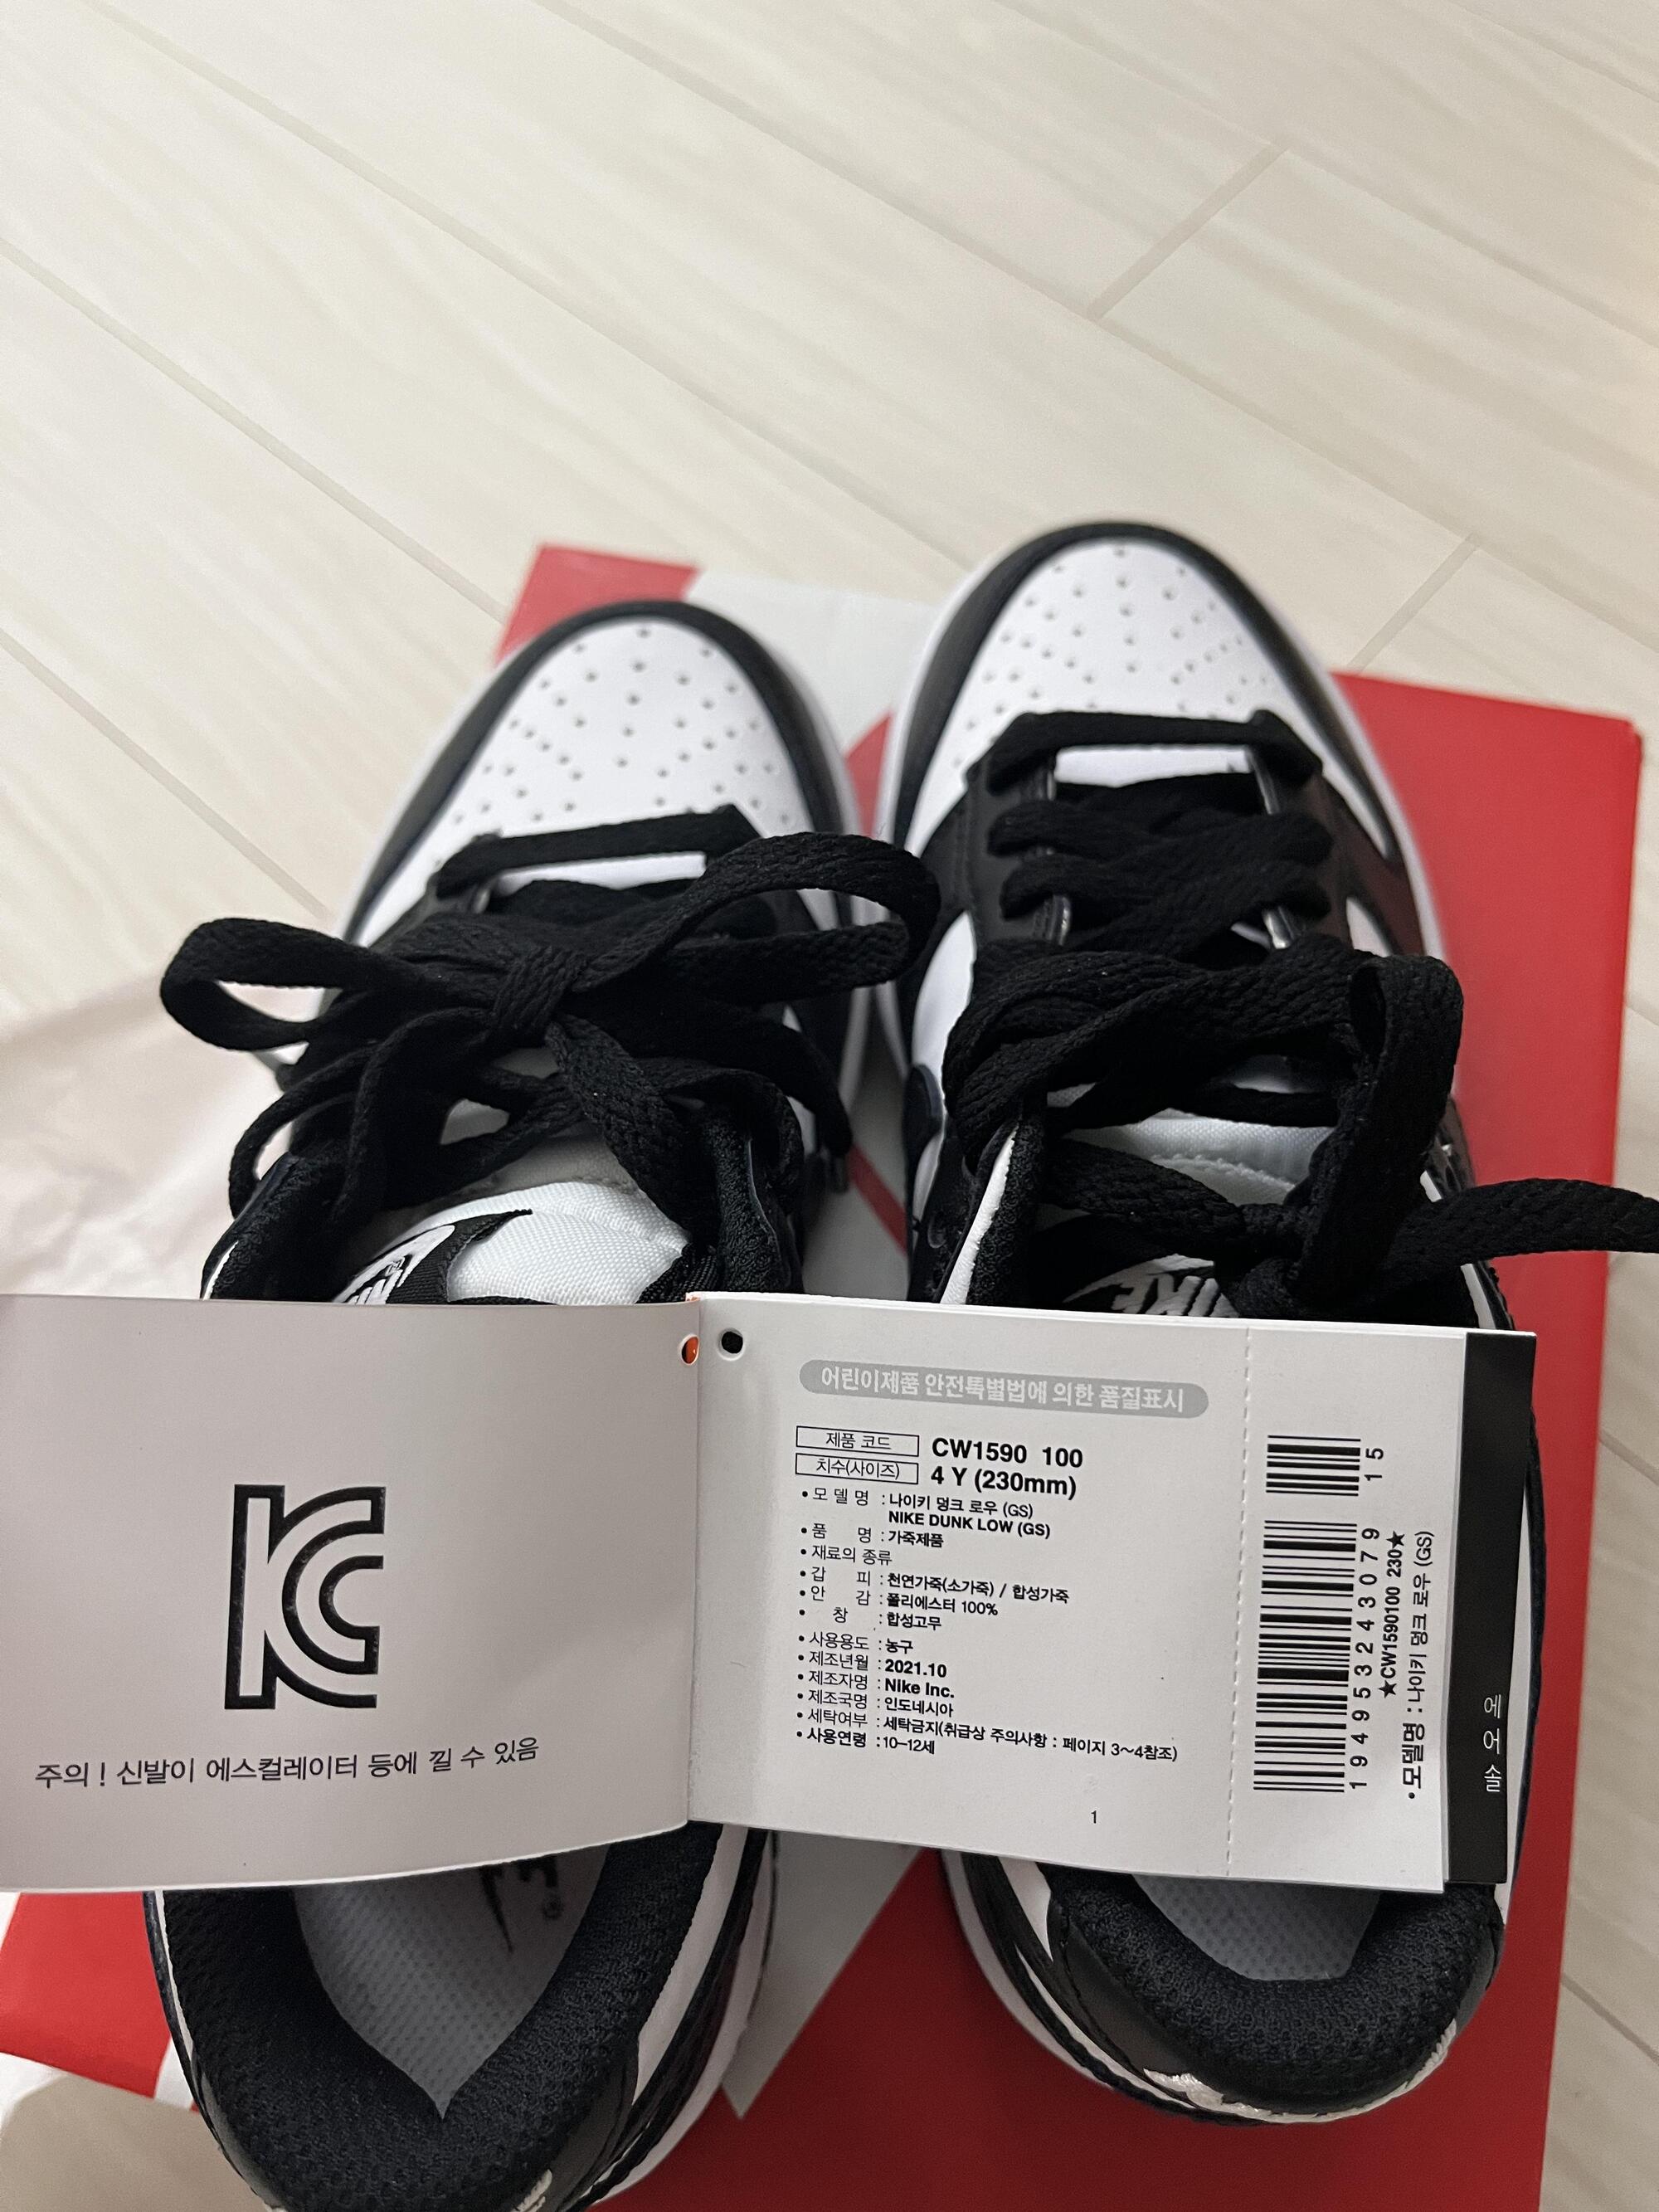 NIKE
KC
주의 ! 신발이 에스컬레이터 등에 낄 수 있음
어린이제품 안전특별법에 의한 품질표시
제품 코드 CW1590 100
치수(사이즈) 4 Y (230mm)
• 모 델 명 : 나이키 덩크 로우 (GS)
NIKE DUNK LOW (GS)
• 품 명 : 가죽제품
• 재료의 종류
• 갑 피 : 천연가죽(소가죽) / 합성가죽
• 안 감 : 폴리에스터 100%
• 창 : 합성고무
• 사용용도 : 농구
• 제조년월 : 2021.10
• 제조자명 : Nike Inc.
• 제조국명 : 인도네시아
• 세탁여부 : 세탁금지(취급상 주의사항 : 페이지 3~4참조)
• 사용연령 : 10-12세
1
15
194953243079
★CW1590100 230★
• 모델명 : 나이키 덩크 로우 (GS)
에어솔